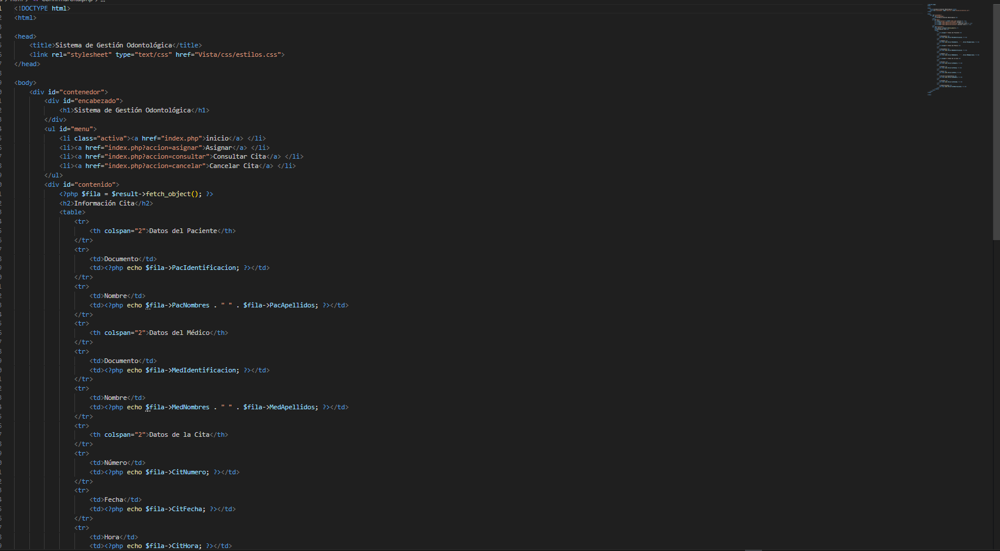 <!DOCTYPE html>
<html>
<head>
<title>Sistema de Gestión Odontológica</title>
<link rel="stylesheet" type="text/css" href="Vista/css/estilos.css">
</head>
<body>
<div id="contenedor">
<div id="encabezado">
<h1>Sistema de Gestión Odontológica</h1>
</div>
<ul id="menu">
<li class="activa"><a href="index.php">inicio</a> </li>
<li><a href="index.php?accion=asignar">Asignar</a> </li>
<li><a href="index.php?accion=consultar">Consultar Cita</a> </li>
<li><a href="index.php?accion=cancelar">Cancelar Cita</a> </li>
</ul>
<div id="contenido">
<?php $fila = $result->fetch_object(); ?>
<h2>Información Cita</h2>
<table>
<tr>
<th colspan="2">Datos del Paciente</th>
</tr>
<tr>
<td>Documento</td>
<td><?php echo $fila->PacIdentificacion; ?></td>
</tr>
<tr>
<td>Nombre</td>
<td><?php echo $fila->PacNombres . " " . $fila->PacApellidos; ?></td>
</tr>
<tr>
<th colspan="2">Datos del Médico</th>
</tr>
<tr>
<td>Documento</td>
<td><?php echo $fila->MedIdentificacion; ?></td>
</tr>
<tr>
<td>Nombre</td>
<td><?php echo $fila->MedNombres . " " . $fila->MedApellidos; ?></td>
</tr>
<tr>
<th colspan="2">Datos de la Cita</th>
</tr>
<tr>
<td>Número</td>
<td><?php echo $fila->CitNumero; ?></td>
</tr>
<tr>
<td>Fecha</td>
<td><?php echo $fila->CitFecha; ?></td>
</tr>
<tr>
<td>Hora</td>
<td><?php echo $fila->CitHora; ?></td>